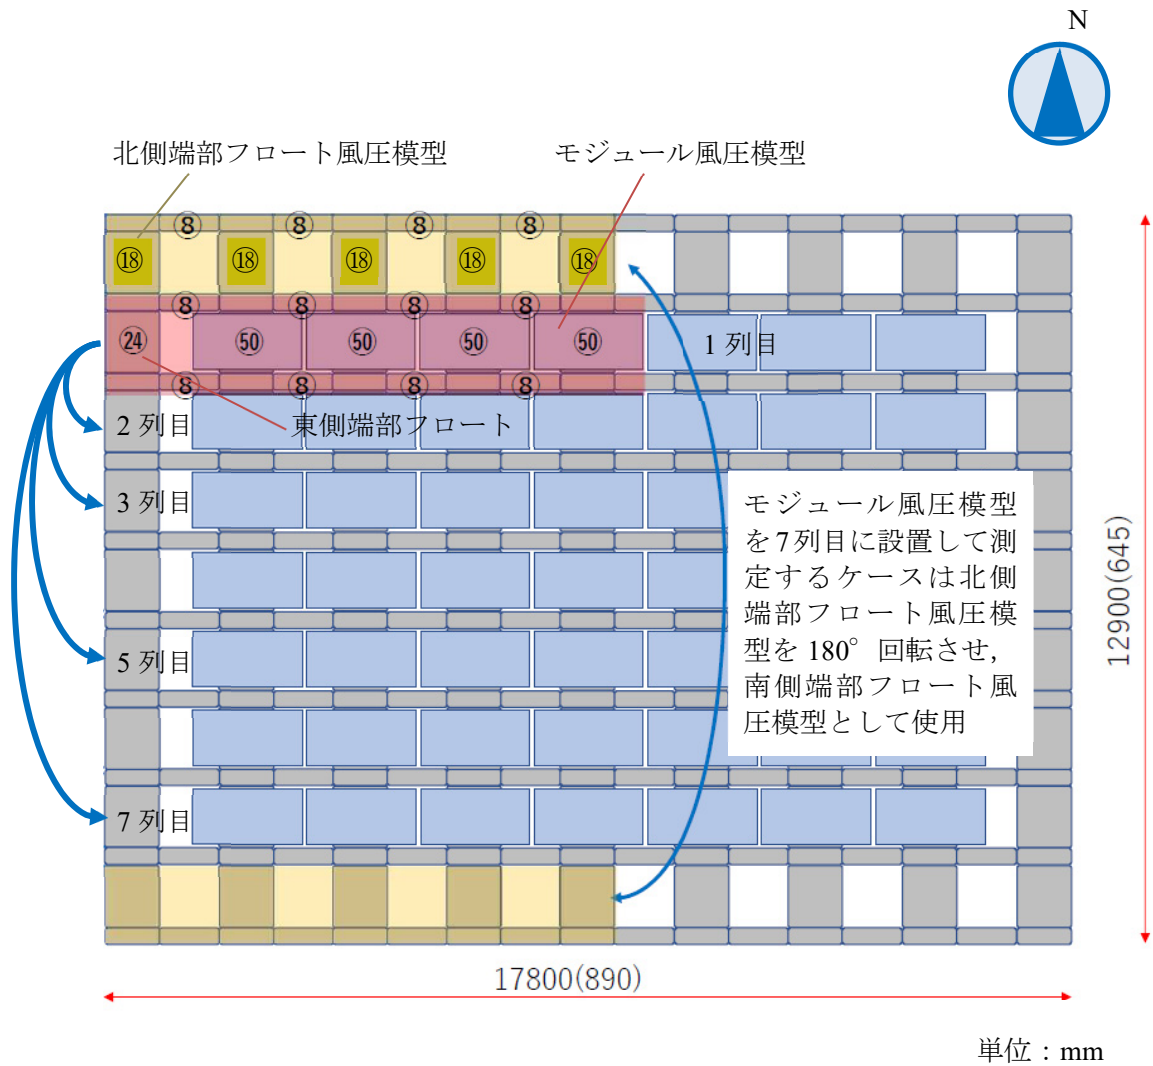 N
北側端部フロート風圧模型
モジュール風圧模型
⑧ ⑧ ⑧ ⑧
⑱ ⑱ ⑱ ⑱ ⑱
⑧ ⑧ ⑧ ⑧
㉔ ㊿ ㊿ ㊿ ㊿ 1 列目
⑧ ⑧ ⑧ ⑧
2 列目
東側端部フロート
3 列目
モジュール風圧模型
を7列目に設置して測
定するケースは北側
端部フロート風圧模
型を 180° 回転させ,
南側端部フロート風
圧模型として使用
5 列目
7 列目
12900(645)
17800(890)
単位：mm